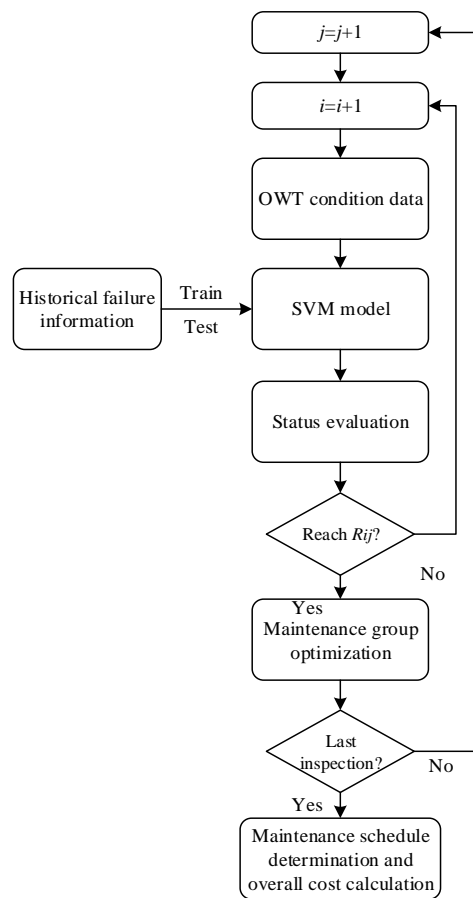 j=j+1
i=i+1
OWT condition data
Historical failure
information
Train
Test
SVM model
Status evaluation
Reach Rij?
No
Yes
Maintenance group
optimization
Last
inspection?
No
Yes
Maintenance schedule
determination and
overall cost calculation